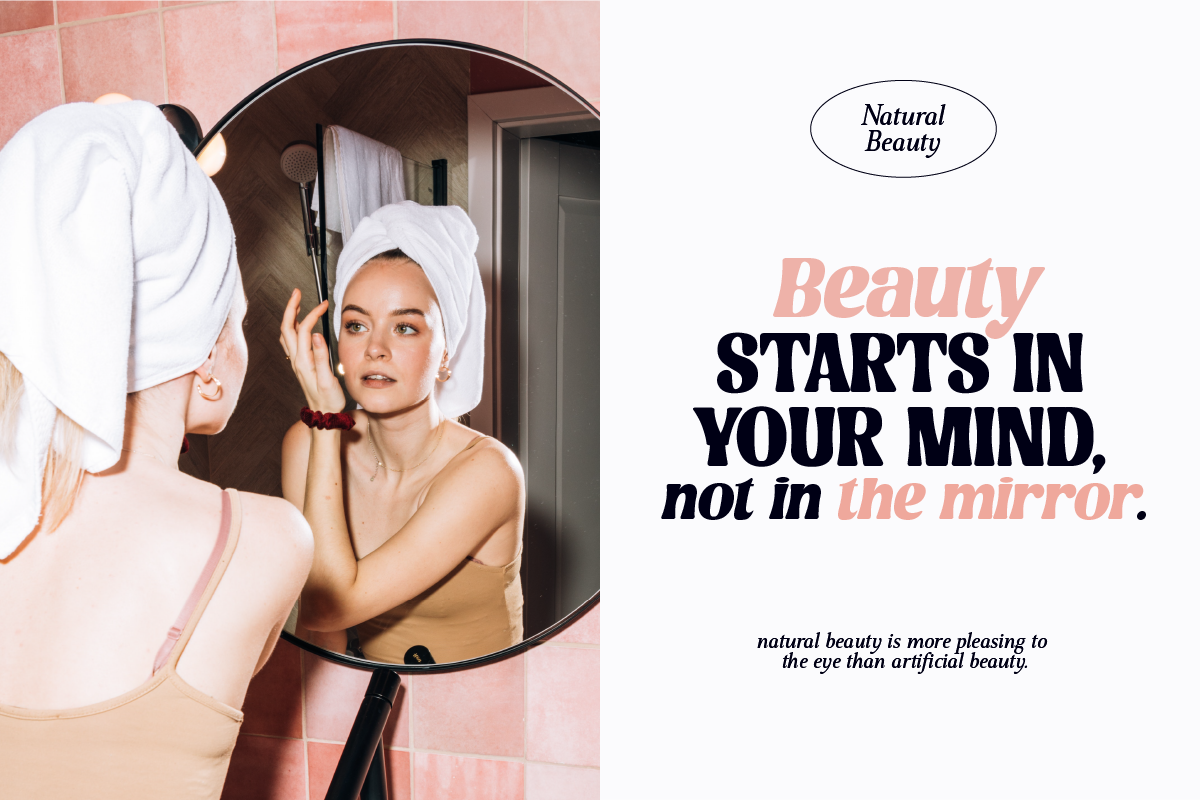 Natural
Beauty
Beauty
STARTS IN
YOUR MIND,
not in the mirror.
natural beauty is more pleasing to
the eye than artificial beauty.